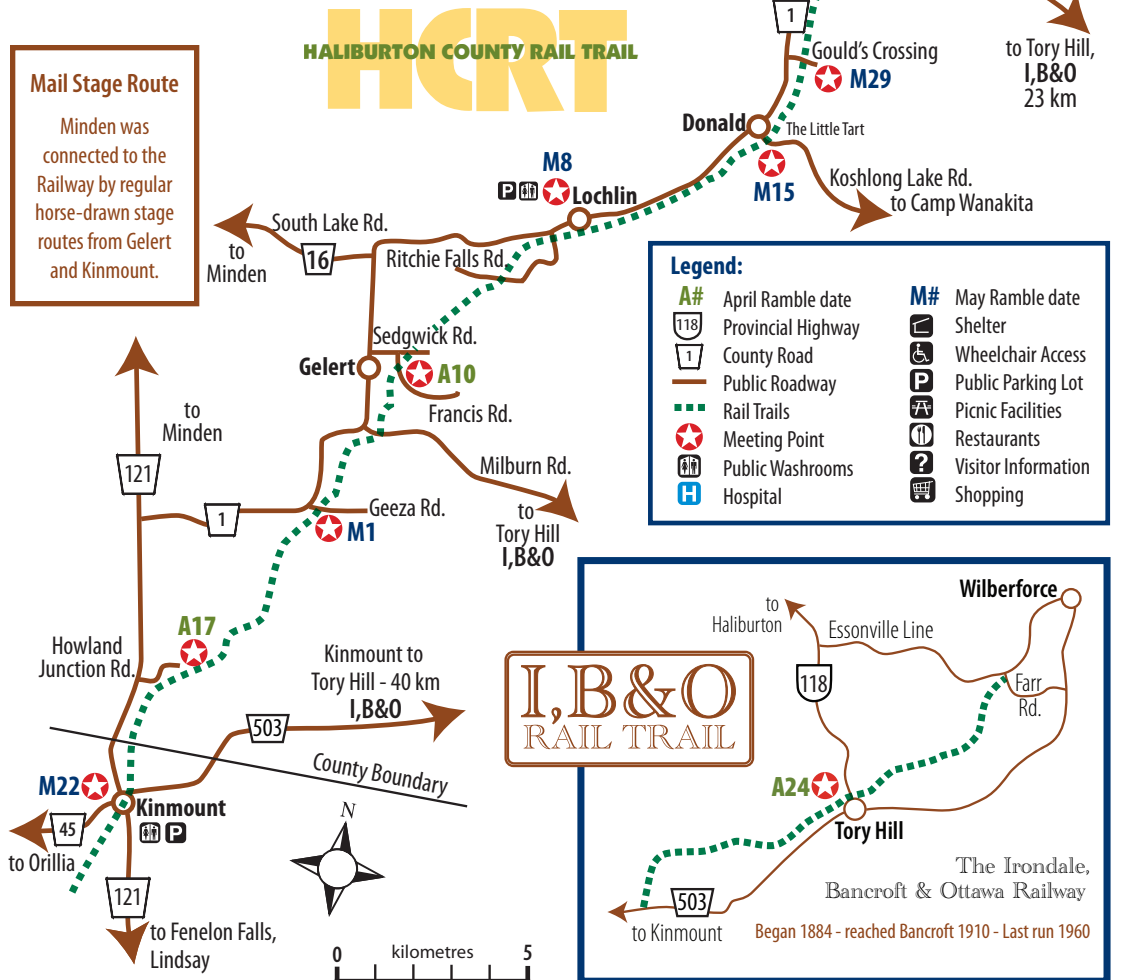 HCRT
HALIBURTON COUNTY RAIL TRAIL
Mail Stage Route
Minden was
connected to the
Railway by regular
horse-drawn stage
routes from Gelert
and Kinmount.
1
Gould's Crossing
M29
to Tory Hill,
I,B&O
23 km
Donald
The Little Tart
M15
Koshlong Lake Rd.
to Camp Wanakita
M8
P
Lochlin
South Lake Rd.
to
Minden
16
Ritchie Falls Rd.
Sedgwick Rd.
Gelert
A10
Francis Rd.
to
Minden
121
Milburn Rd.
to
Tory Hill
I,B&O
1
Geeza Rd.
M1
Legend:
A# April Ramble date
118 Provincial Highway
1 County Road
Public Roadway
Rail Trails
Meeting Point
Public Washrooms
H Hospital
M# May Ramble date
Shelter
Wheelchair Access
P Public Parking Lot
Picnic Facilities
Restaurants
? Visitor Information
Shopping
A17
Howland
Junction Rd.
Kinmount to
Tory Hill - 40 km
I,B&O
503
County Boundary
M22
Kinmount
P
45
to Orillia
121
to Fenelon Falls,
Lindsay
N
0 kilometres 5
I,B&O
RAIL TRAIL
Wilberforce
to
Haliburton
Essonville Line
118
Farr
Rd.
A24
Tory Hill
503
to Kinmount
The Irondale,
Bancroft & Ottawa Railway
Began 1884 - reached Bancroft 1910 - Last run 1960